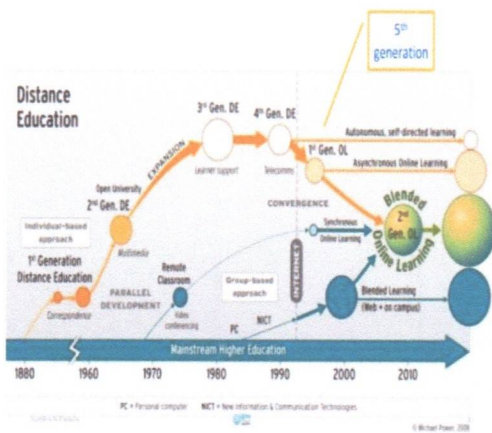 5th
generation
Distance
Education
3rd Gen. DE
4th Gen. DE
Autonomous, self-directed learning
1st Gen. OL
Asynchronous Online Learning
EXPANSION
Learner support
Telecomms
Open University
2nd Gen. DE
CONVERGENCE
Blended
2nd
Gen. OL
Online Learning
Individual-based
approach
Multimedia
Synchronous
Online Learning
1st Generation
Distance Education
Remote
Classroom
Group-based
approach
INTERNET
Correspondence
PARALLEL
DEVELOPMENT
Video
conferencing
Blended Learning
(Web + on campus)
PC
NICT
Mainstream Higher Education
1880
1960
1970
1980
1990
2000
2010
PC = Personal computer NICT = New Information & Communication Technologies
© Michael Power, 2008